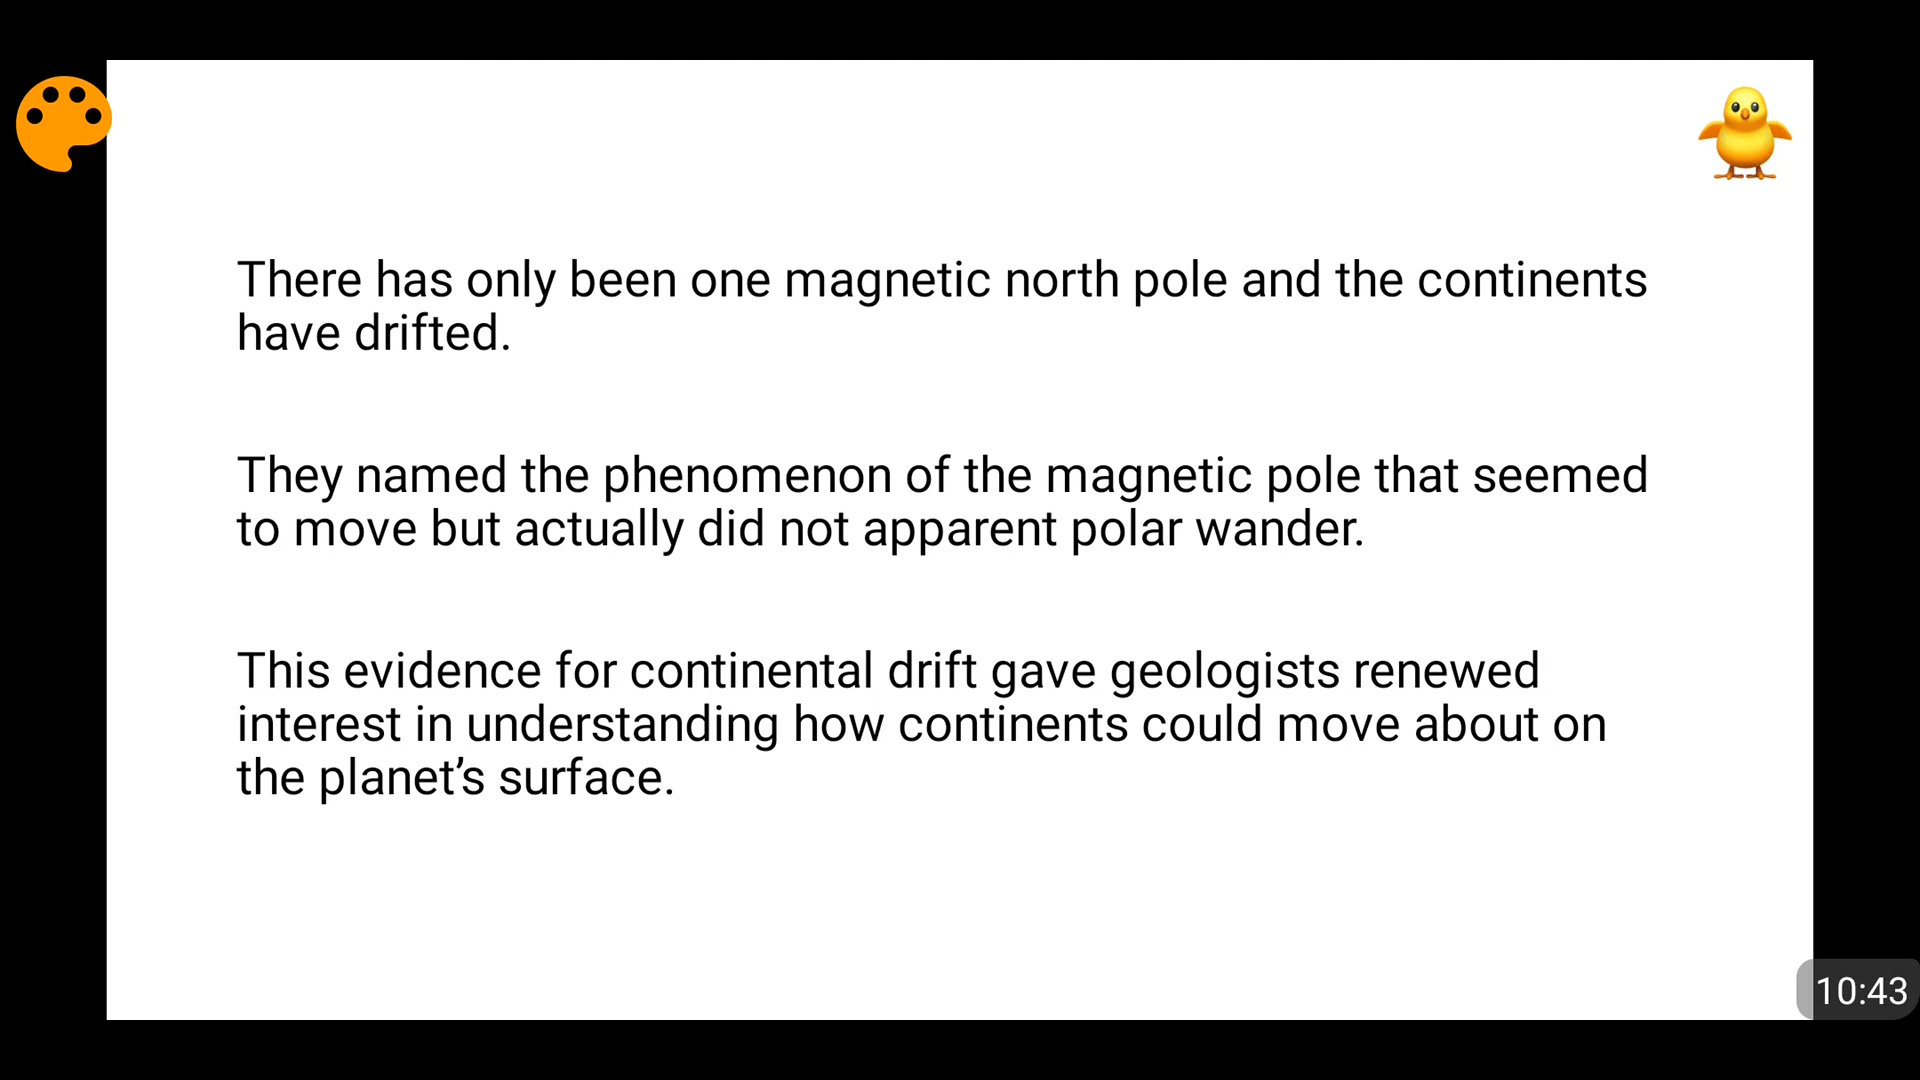 There has only been one magnetic north pole and the continents
have drifted.
They named the phenomenon of the magnetic pole that seemed
to move but actually did not apparent polar wander.
This evidence for continental drift gave geologists renewed
interest in understanding how continents could move about on
the planet’s surface.
10:43